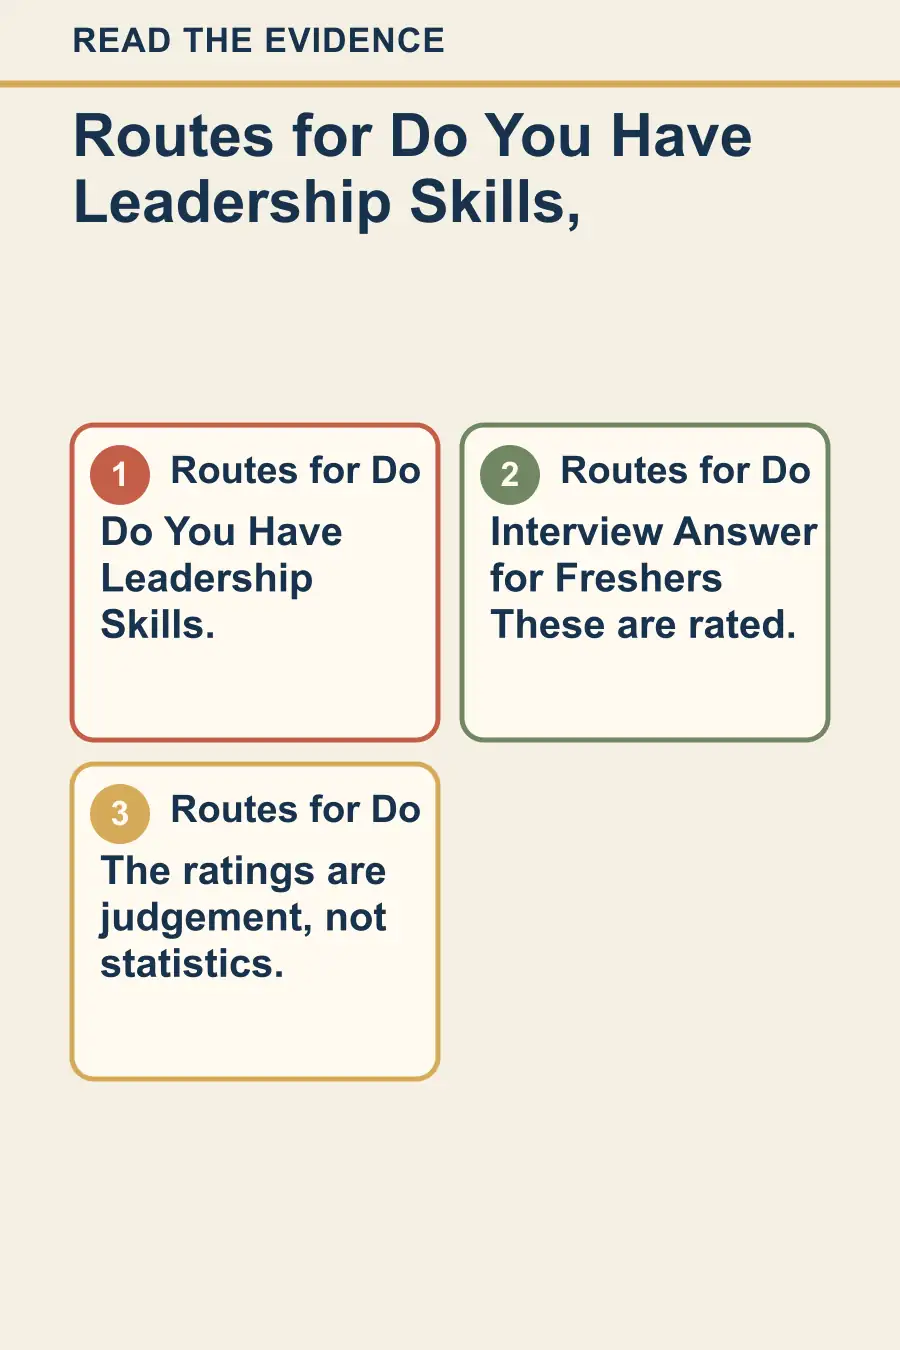 READ THE EVIDENCE
Routes for Do You Have
Leadership Skills,
1 Routes for Do
Do You Have
Leadership
Skills.
2 Routes for Do
Interview Answer
for Freshers
These are rated.
3 Routes for Do
The ratings are
judgement, not
statistics.